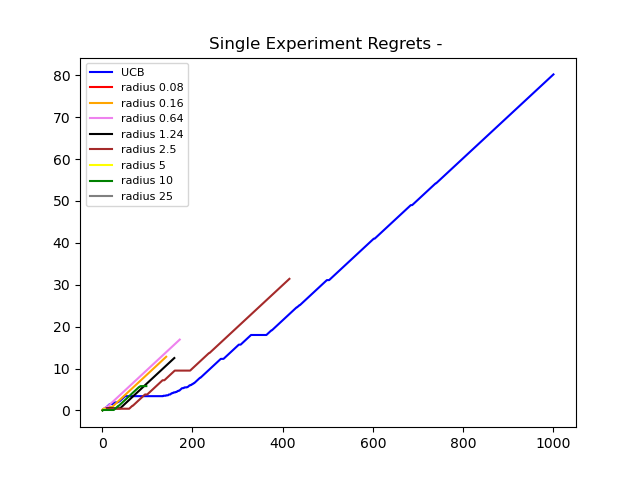 Single Experiment Regrets -
80
70
60
50
40
30
20
10
0
UCB
radius 0.08
radius 0.16
radius 0.64
radius 1.24
radius 2.5
radius 5
radius 10
radius 25
0 200 400 600 800 1000